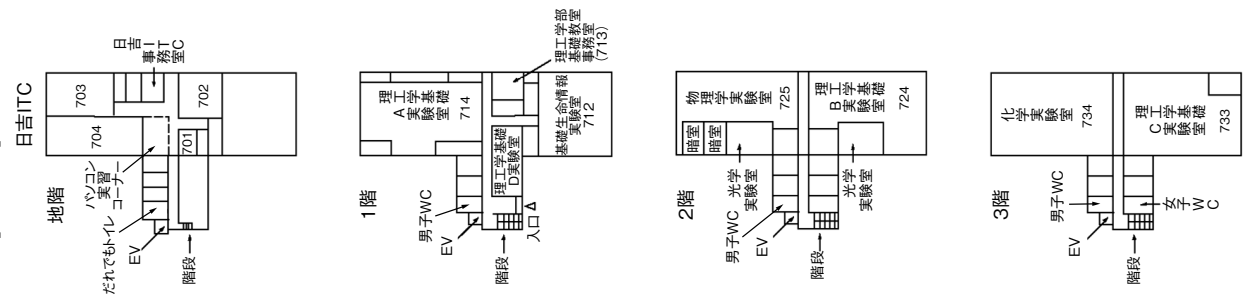 日吉ITC
地階
703
704
日吉ITC
事務室
702
701
パソコン
実習
コーナー
だれでもトイレ
EV
階段
1階
理工学基礎
A実験室
714
理工学部
基礎教室
事務室
(713)
基礎生命情報
実験室
712
理工学基礎
D実験室
男子WC
EV
入口
階段
2階
物理学
実験室
725
理工学基礎
B実験室
724
暗室
暗室
光学
実験室
光学
実験室
男子WC
EV
階段
3階
化学
実験室
734
理工学基礎
C実験室
733
男子WC
女子WC
EV
階段